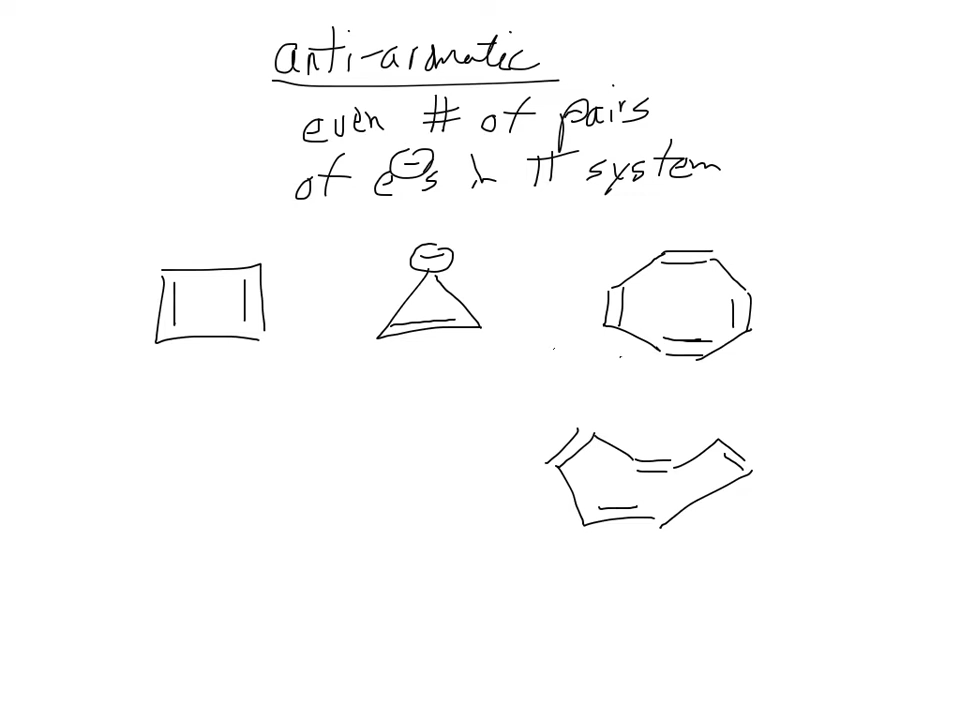 anti-aromatic
even # of pairs
of e⊖s in π system
⊖